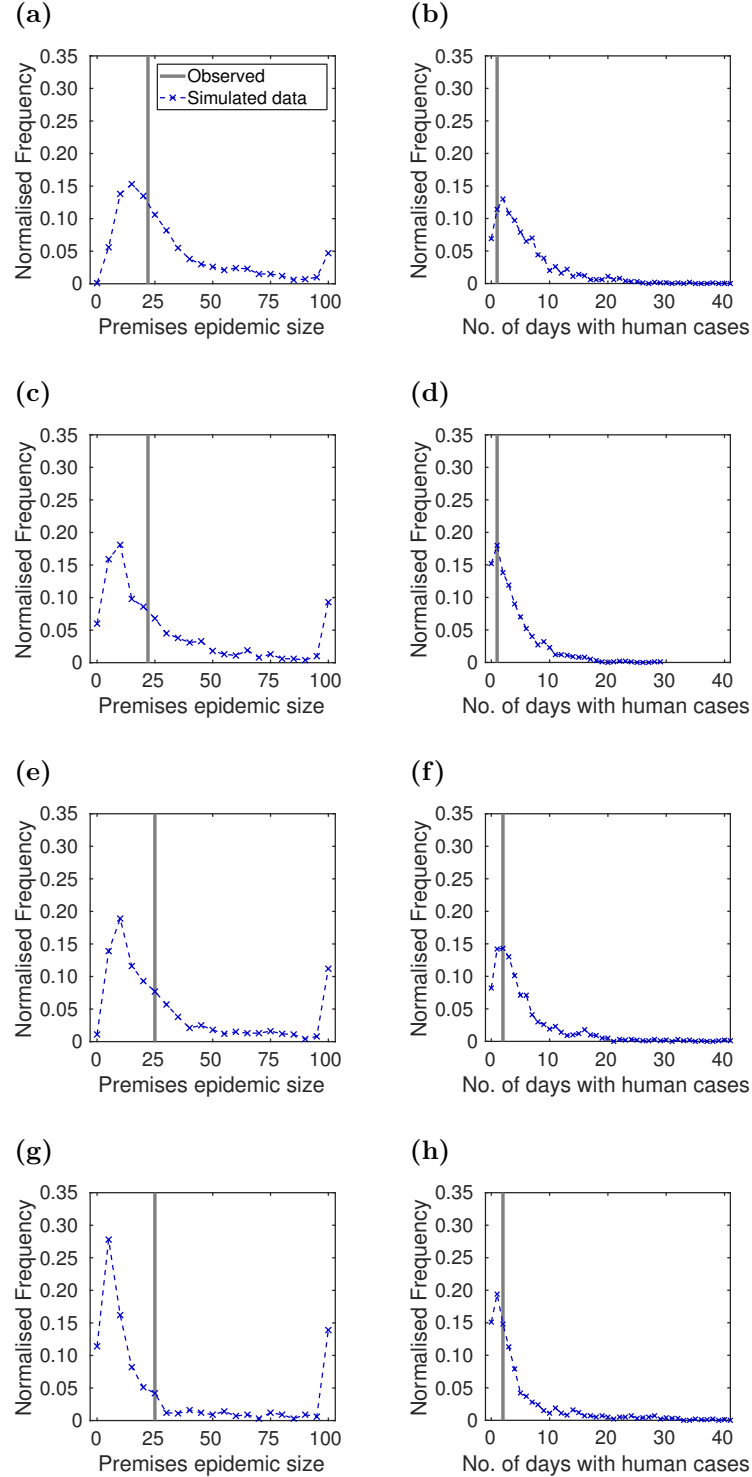 (a)
0.35
0.30
0.25
0.20
0.15
0.10
0.05
0
Normalised Frequency
Observed
Simulated data
0 25 50 75 100
Premises epidemic size
(b)
0.35
0.30
0.25
0.20
0.15
0.10
0.05
0
Normalised Frequency
0 10 20 30 40
No. of days with human cases
(c)
0.35
0.30
0.25
0.20
0.15
0.10
0.05
0
Normalised Frequency
0 25 50 75 100
Premises epidemic size
(d)
0.35
0.30
0.25
0.20
0.15
0.10
0.05
0
Normalised Frequency
0 10 20 30 40
No. of days with human cases
(e)
0.35
0.30
0.25
0.20
0.15
0.10
0.05
0
Normalised Frequency
0 25 50 75 100
Premises epidemic size
(f)
0.35
0.30
0.25
0.20
0.15
0.10
0.05
0
Normalised Frequency
0 10 20 30 40
No. of days with human cases
(g)
0.35
0.30
0.25
0.20
0.15
0.10
0.05
0
Normalised Frequency
0 25 50 75 100
Premises epidemic size
(h)
0.35
0.30
0.25
0.20
0.15
0.10
0.05
0
Normalised Frequency
0 10 20 30 40
No. of days with human cases